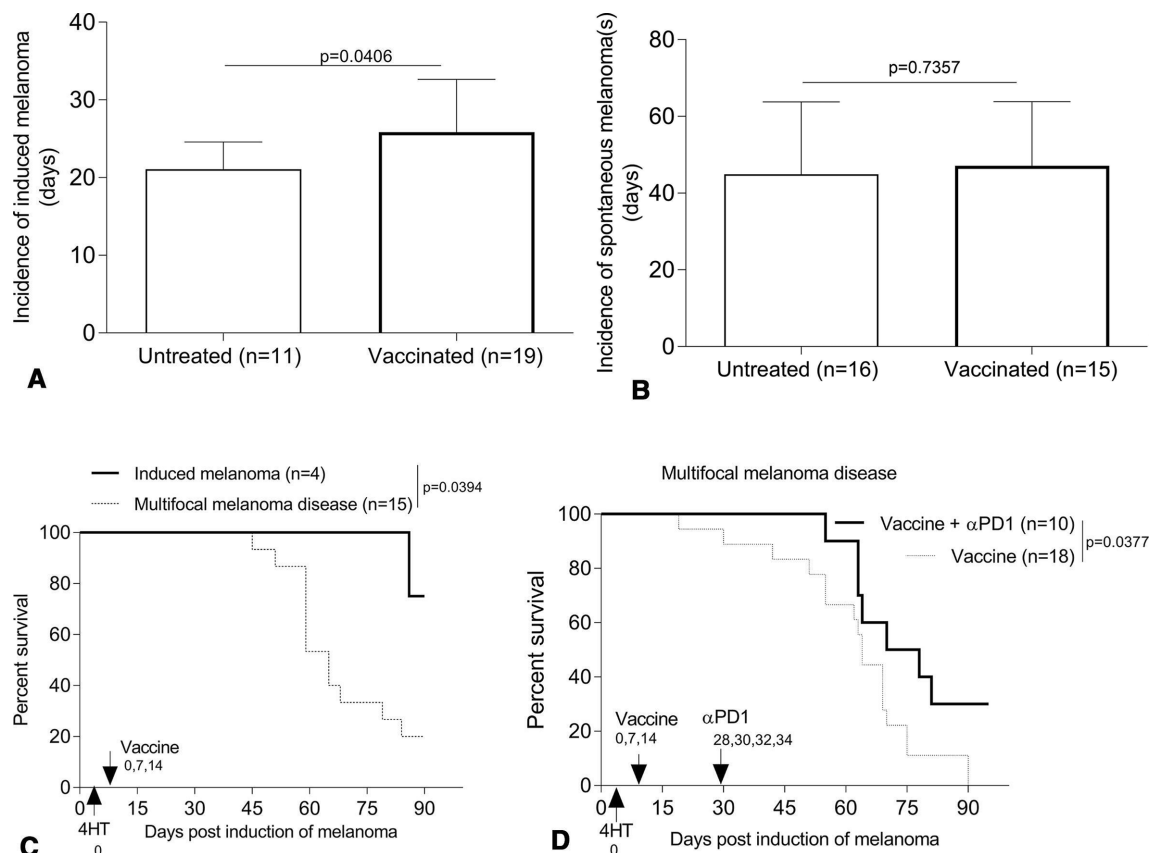 40
30
20
10
0
Incidence of induced melanoma
(days)
p=0.0406
Untreated (n=11)
Vaccinated (n=19)
A
80
60
40
20
0
Incidence of spontaneous melanoma(s)
(days)
p=0.7357
Untreated (n=16)
Vaccinated (n=15)
B
Induced melanoma (n=4)
Multifocal melanoma disease (n=15)
p=0.0394
100
80
60
40
20
0
Percent survival
Vaccine
0,7,14
0 15 30 45 60 75 90
4HT
0
Days post induction of melanoma
C
Multifocal melanoma disease
Vaccine + αPD1 (n=10)
Vaccine (n=18)
p=0.0377
100
80
60
40
20
0
Percent survival
Vaccine
0,7,14
αPD1
28,30,32,34
0 15 30 45 60 75 90
4HT
0
Days post induction of melanoma
D